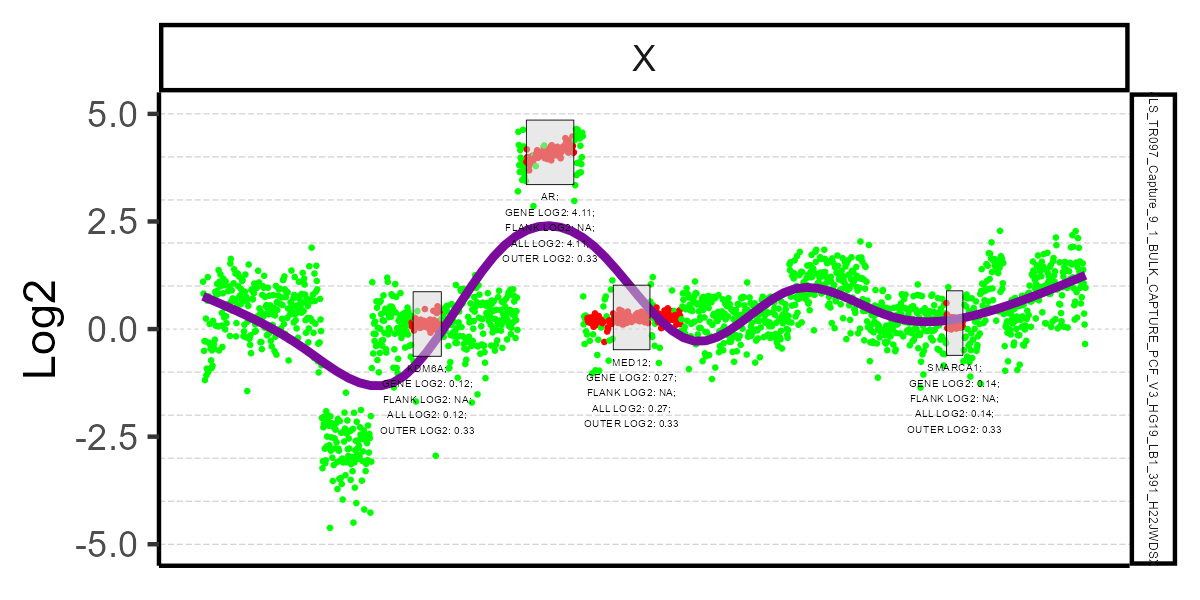 X
5.0
2.5
0.0
-2.5
-5.0
Log2
AR;
GENE LOG2: 4.11;
FLANK LOG2: NA;
ALL LOG2: 4.11;
OUTER LOG2: 0.33
KDM6A;
GENE LOG2: 0.12;
FLANK LOG2: NA;
ALL LOG2: 0.12;
OUTER LOG2: 0.33
MED12;
GENE LOG2: 0.27;
FLANK LOG2: NA;
ALL LOG2: 0.27;
OUTER LOG2: 0.33
SMARCA1;
GENE LOG2: 0.14;
FLANK LOG2: NA;
ALL LOG2: 0.14;
OUTER LOG2: 0.33
LS_TR097_Capture_9_1_BULK_CAPTURE_PCF_V3_HG19_LB1_391_H22JWDS